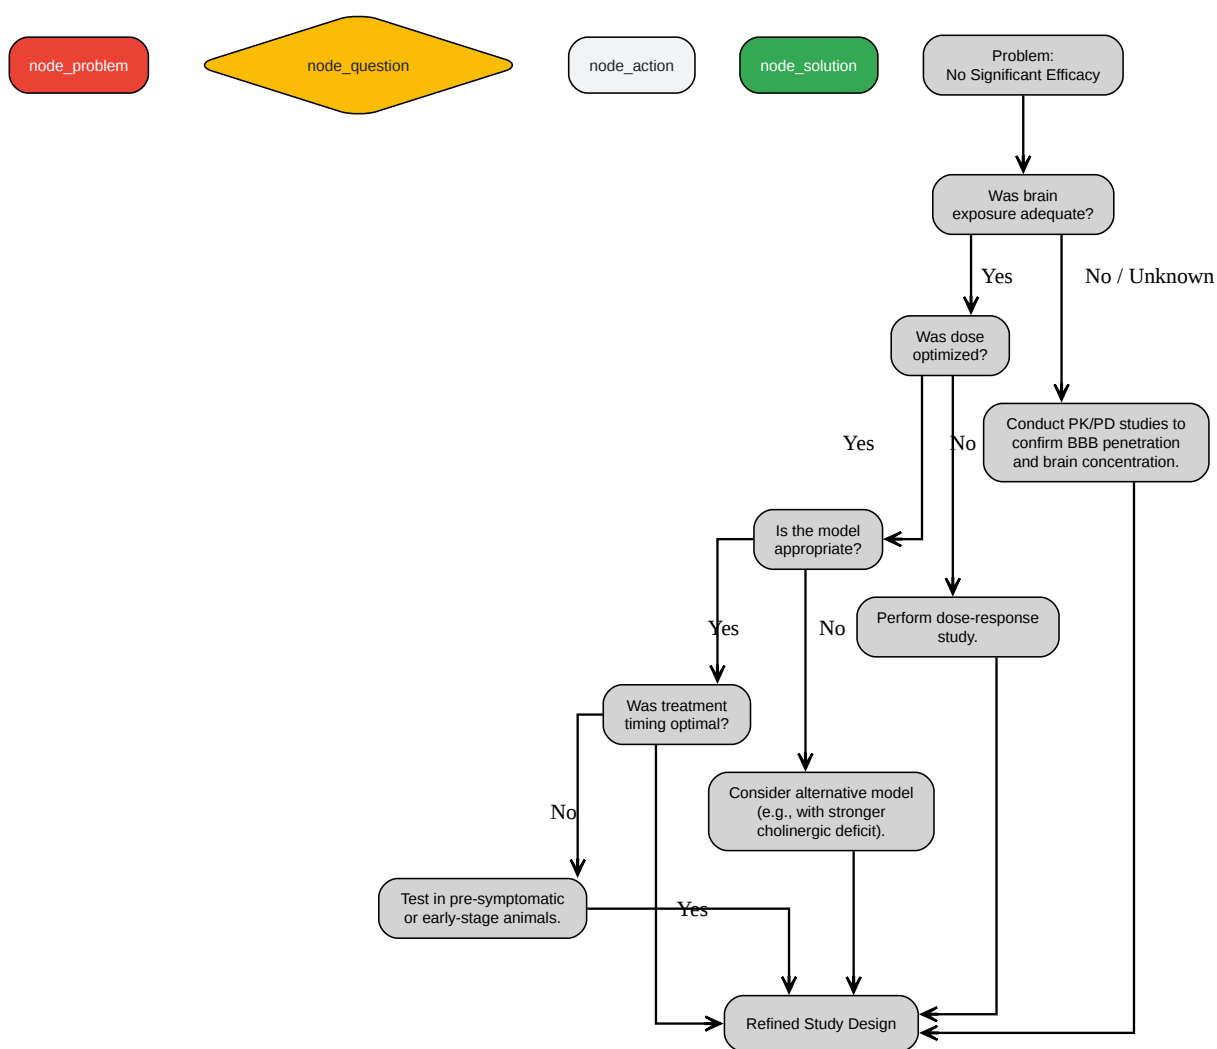 node_problem
node_question
node_action
node_solution
Problem:
No Significant Efficacy
Was brain
exposure adequate?
Yes
No / Unknown
Was dose
optimized?
Yes
No
Conduct PK/PD studies to
confirm BBB penetration
and brain concentration.
Is the model
appropriate?
Yes
No
Perform dose-response
study.
Was treatment
timing optimal?
No
Consider alternative model
(e.g., with stronger
cholinergic deficit).
Test in pre-symptomatic
or early-stage animals.
Yes
Refined Study Design